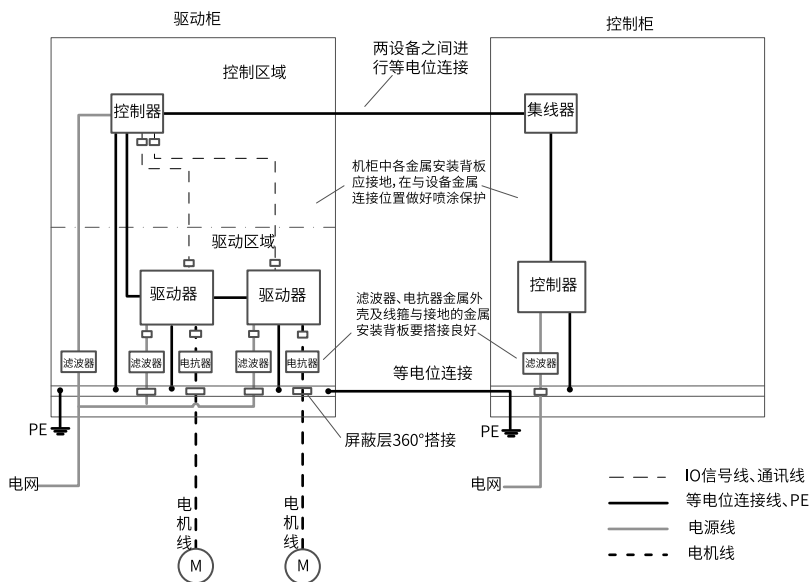 驱动柜
控制柜
两设备之间进
行等电位连接
控制区域
控制器
集线器
机柜中各金属安装背板
应接地,在与设备金属
连接位置做好喷涂保护
驱动区域
控制器
驱动器
驱动器
滤波器、电抗器金属外
壳及线箍与接地的金属
安装背板要搭接良好
滤波器
滤波器
电抗器
滤波器
电抗器
滤波器
等电位连接
PE
屏蔽层360°搭接
PE
电网
电网
IO信号线、通讯线
等电位连接线、PE
电源线
电机线
电机线
电机线
M
M